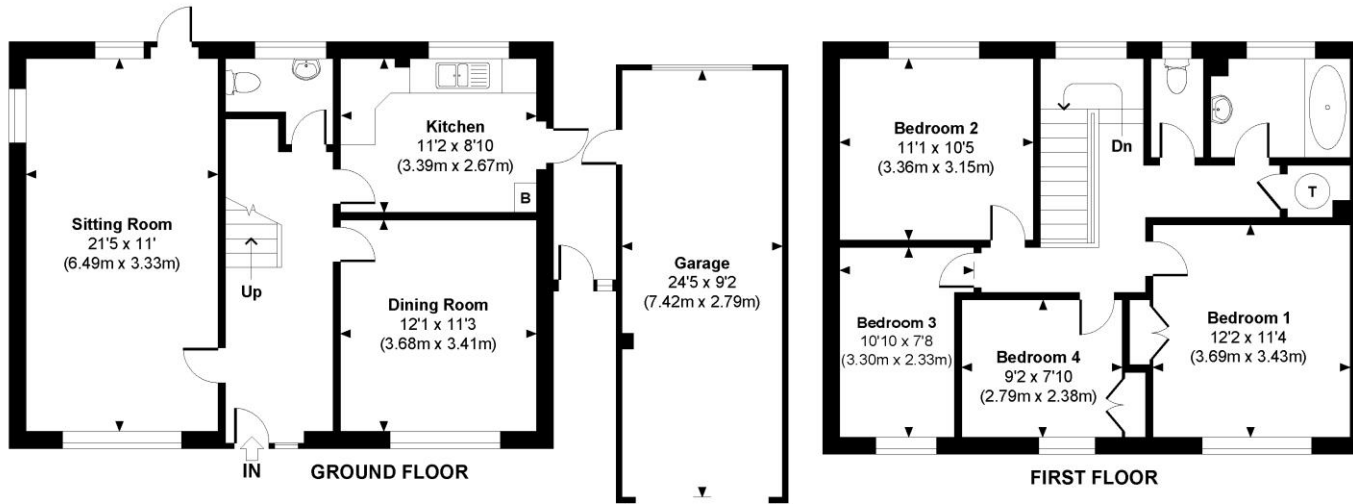 Sitting Room
21'5 x 11'
(6.49m x 3.33m)
Up
IN
Kitchen
11'2 x 8'10
(3.39m x 2.67m)
B
Dining Room
12'1 x 11'3
(3.68m x 3.41m)
Garage
24'5 x 9'2
(7.42m x 2.79m)
GROUND FLOOR
Bedroom 2
11'1 x 10'5
(3.36m x 3.15m)
Dn
T
Bedroom 3
10'10 x 7'8
(3.30m x 2.33m)
Bedroom 4
9'2 x 7'10
(2.79m x 2.38m)
Bedroom 1
12'2 x 11'4
(3.69m x 3.43m)
FIRST FLOOR